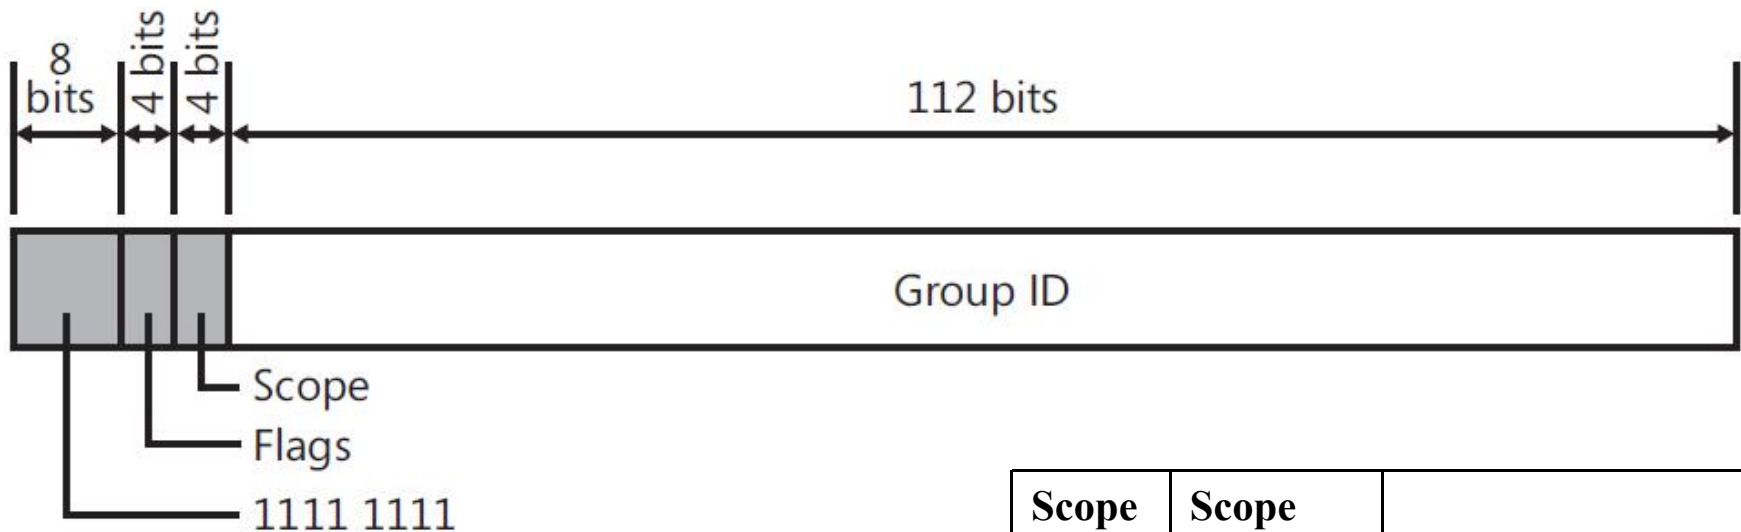 8
bits
4 bits
4 bits
112 bits
Group ID
Scope
Flags
1111 1111
Scope Scope